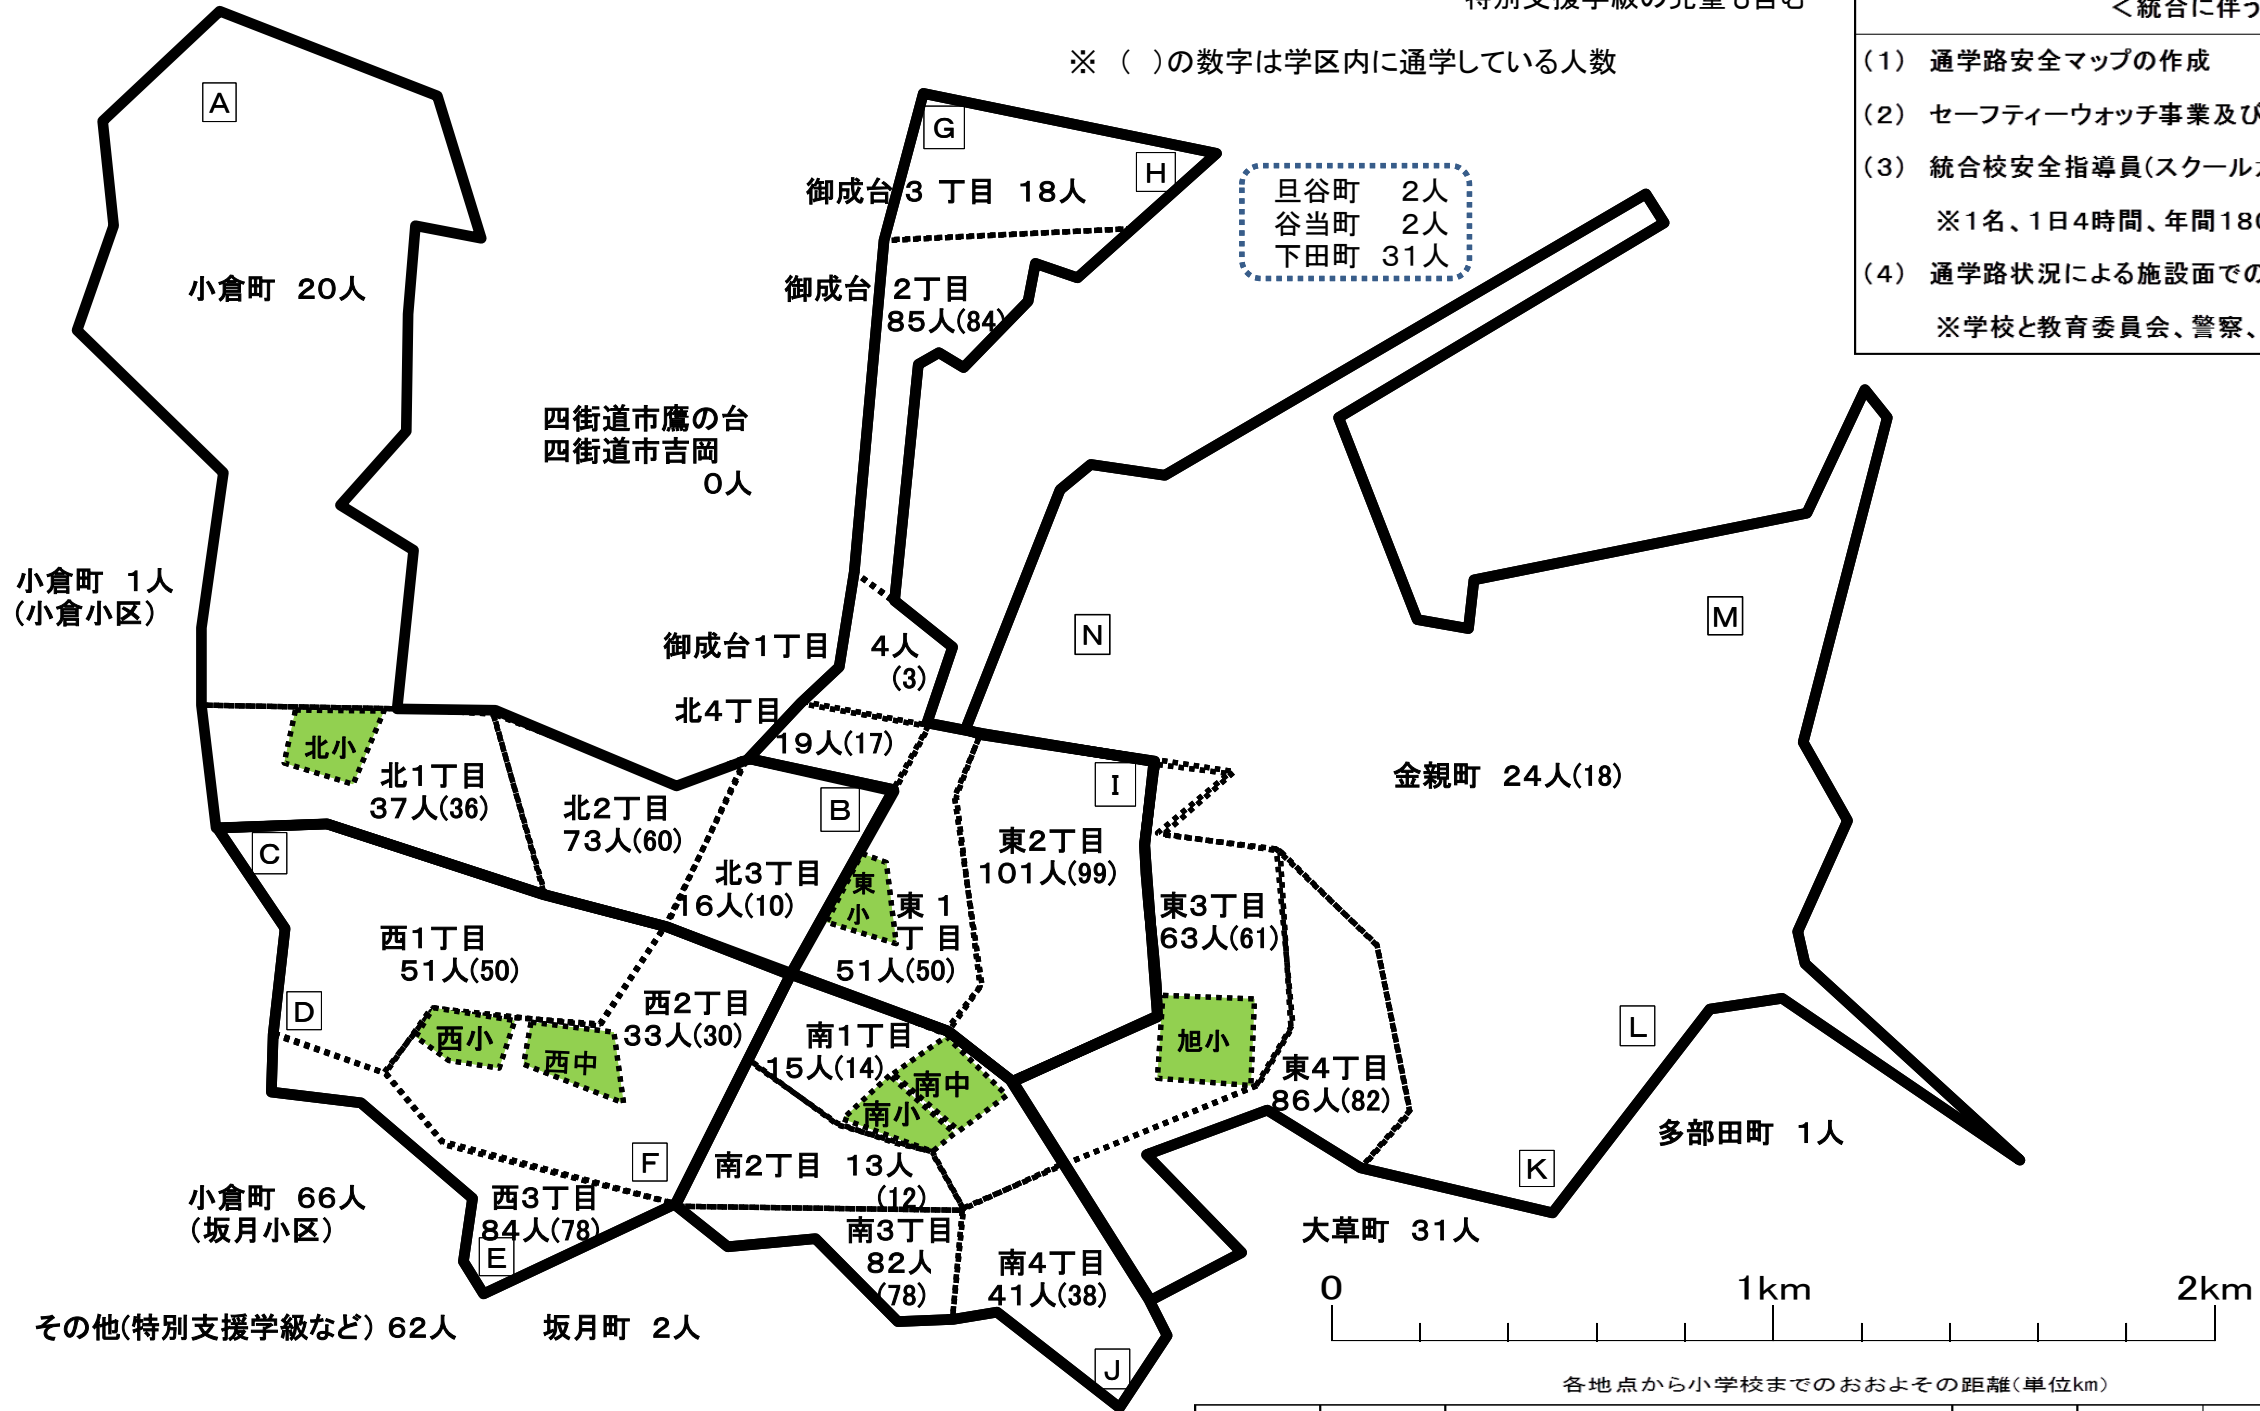 ※ （ ）の数字は学区内に通学している人数
(1) 通学路安全マップの作成
(2) セーフティーウォッチ事業及び
(3) 統合校安全指導員(スクール
※1名、1日4時間、年間180
(4) 通学路状況による施設面での
※学校と教育委員会、警察、
A
G
H
御成台３ 丁目 18人
旦谷町 2人
谷当町 2人
下田町 31人
小倉町 20人
御成台 2丁目
85人(84)
四街道市鷹の台
四街道市吉岡
0人
小倉町 1人
(小倉小区)
御成台1丁目 4人
(3)
N
M
北4丁目
19人(17)
北小
北1丁目
37人(36)
北2丁目
73人(60)
B
I
金親町 24人(18)
C
北3丁目
16人(10)
東小
東1丁目
51人(50)
東2丁目
101人(99)
東3丁目
63人(61)
西1丁目
51人(50)
D
西小
西中
西2丁目
33人(30)
南1丁目
15人(14)
南中
南小
旭小
東4丁目
86人(82)
L
多部田町 1人
F
K
南2丁目 13人
(12)
小倉町 66人
(坂月小区)
西3丁目
84人(78)
E
南3丁目
82人
(78)
南4丁目
41人(38)
大草町 31人
0 1km 2km
その他(特別支援学級など) 62人
坂月町 2人
J
各地点から小学校までのおおよその距離(単位km)